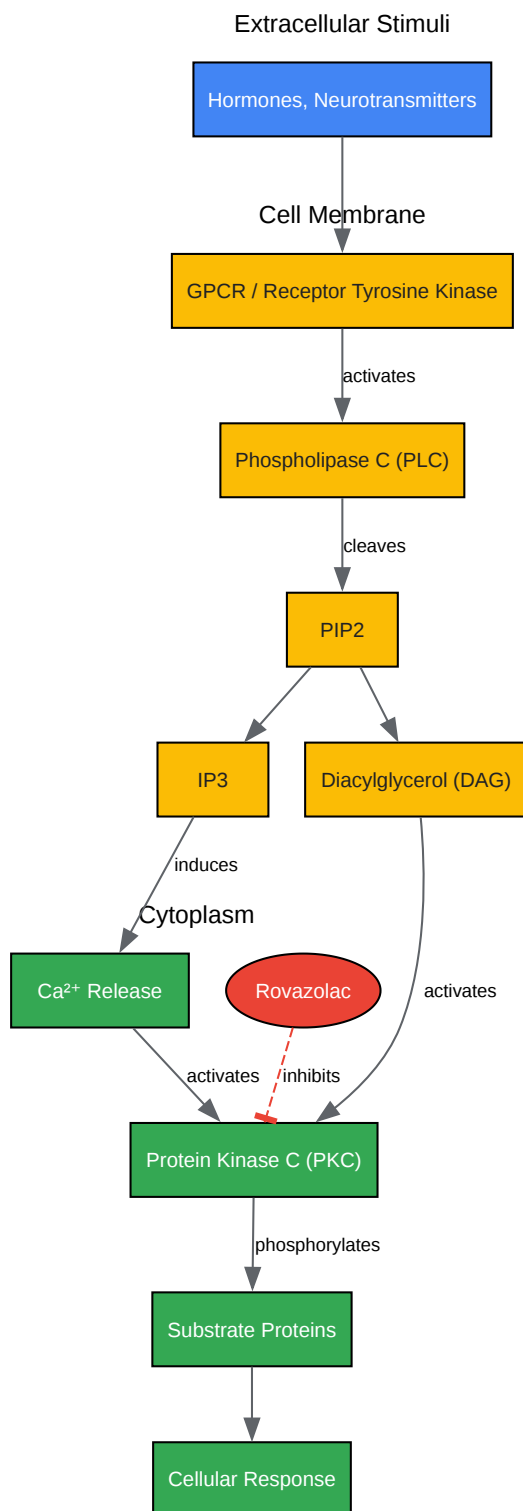 Extracellular Stimuli
Hormones, Neurotransmitters
Cell Membrane
GPCR / Receptor Tyrosine Kinase
activates
Phospholipase C (PLC)
cleaves
PIP2
IP3
Diacylglycerol (DAG)
induces
Cytoplasm
Ca²⁺ Release
Rovazolac
activates
activates
inhibits
Protein Kinase C (PKC)
phosphorylates
Substrate Proteins
Cellular Response